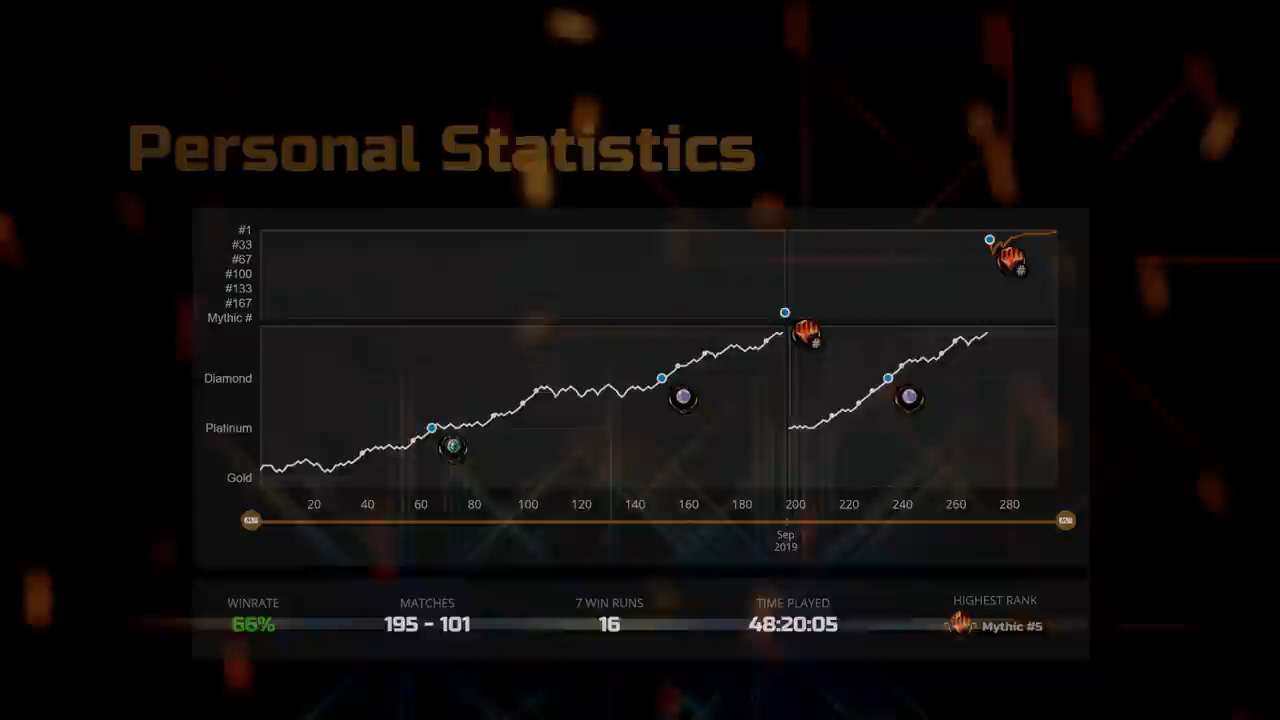 Personal Statistics
#1
#33
#67
#100
#133
#167
Mythic #
#
#
Diamond
Platinum
Gold
20 40 60 80 100 120 140 160 180 200 220 240 260 280
Sep
2019
WINRATE MATCHES 7 WIN RUNS TIME PLAYED HIGHEST RANK
66% 195 - 101 16 48:20:05 Mythic #5